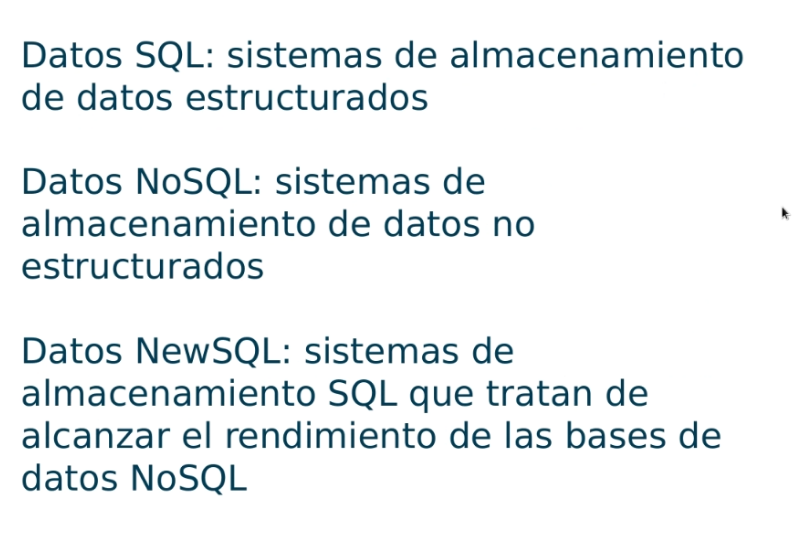 Datos SQL: sistemas de almacenamiento
de datos estructurados
Datos NoSQL: sistemas de
almacenamiento de datos no
estructurados
Datos NewSQL: sistemas de
almacenamiento SQL que tratan de
alcanzar el rendimiento de las bases de
datos NoSQL